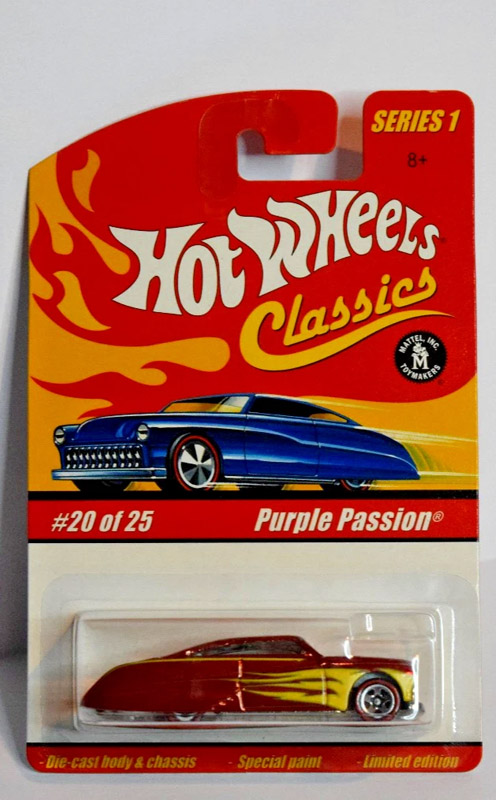 SERIES 1
8+
Hot Wheels
Classics
MATTEL, INC.
M
TOYMAKERS
#20 of 25
Purple Passion®
- Die-cast body & chassis - Special paint - Limited edition